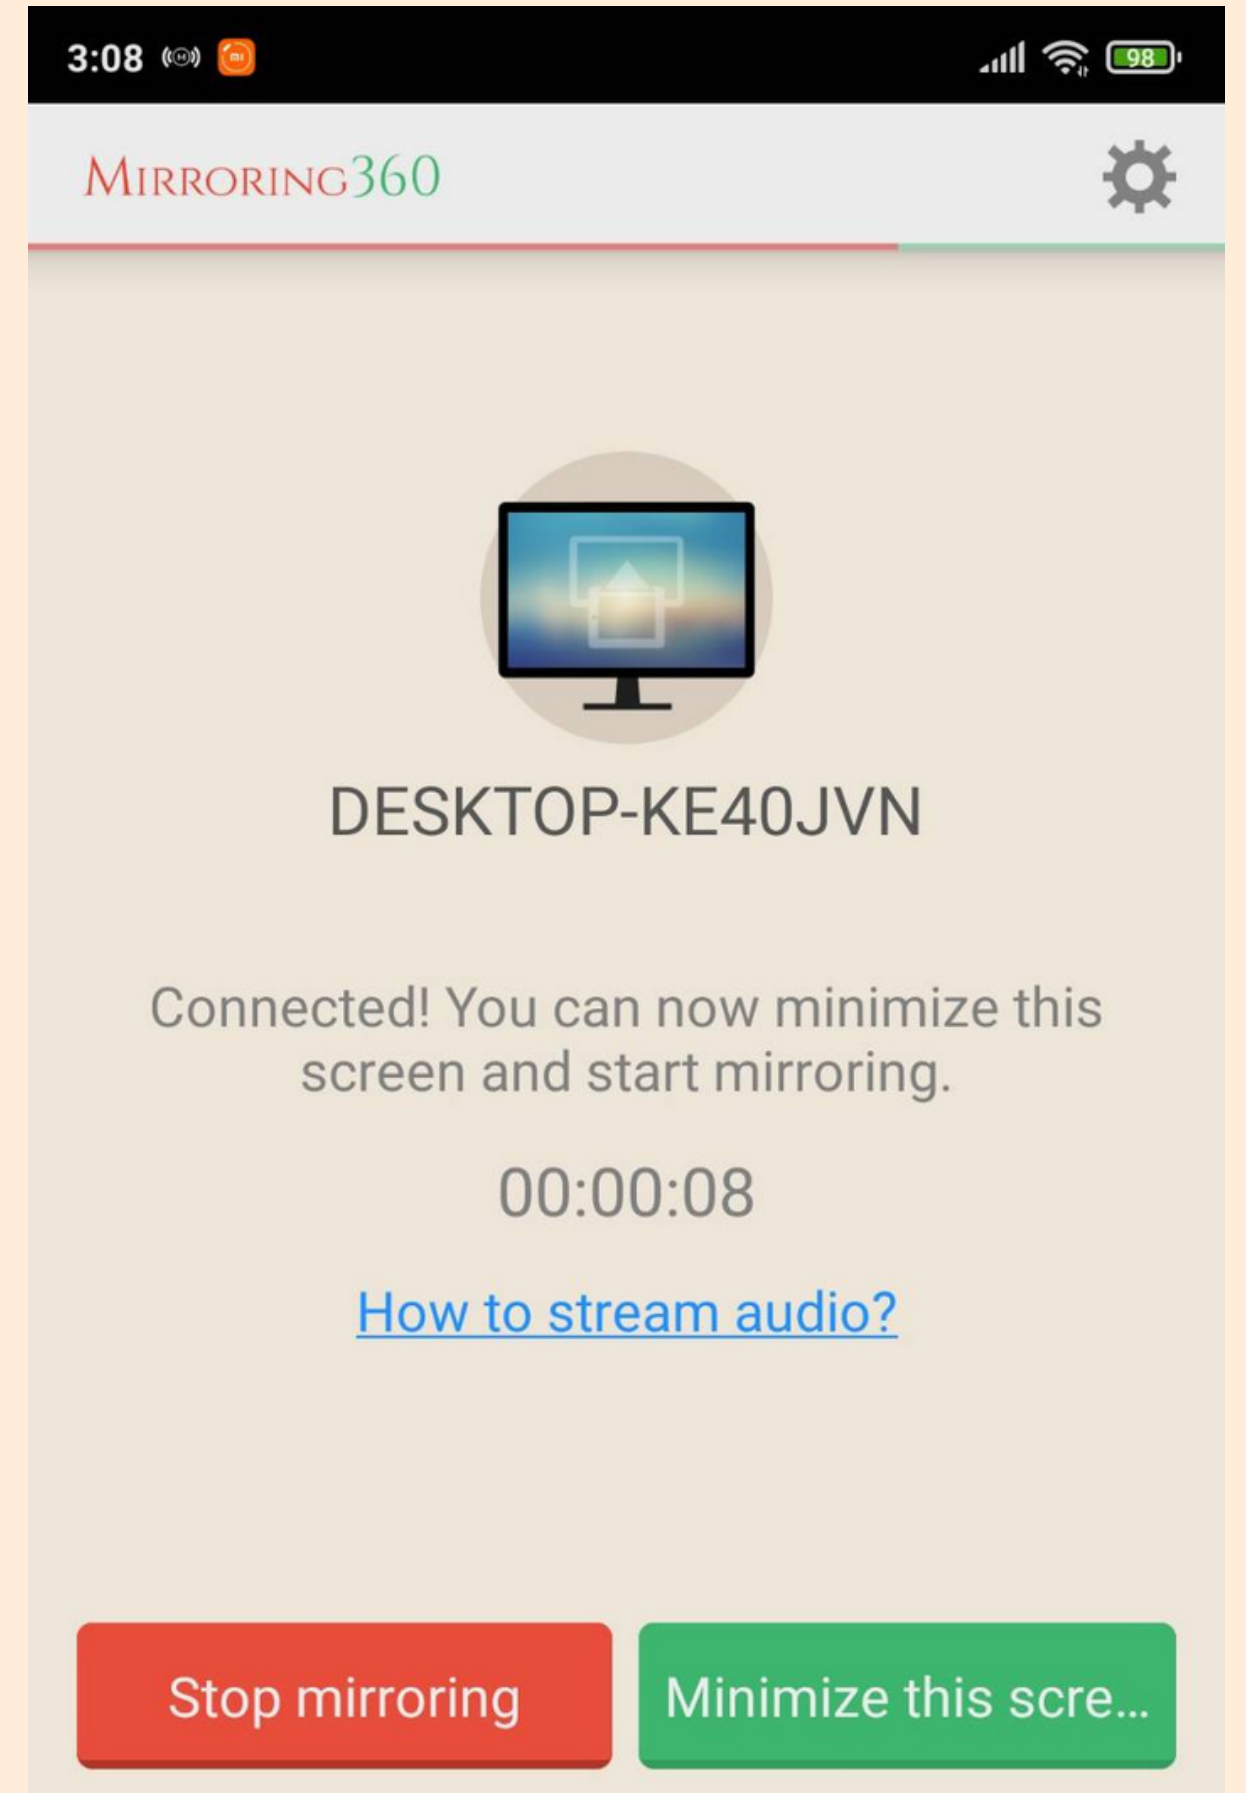 3:08
98
MIRRORING360
DESKTOP-KE40JVN
Connected! You can now minimize this
screen and start mirroring.
00:00:08
How to stream audio?
Stop mirroring
Minimize this scre...